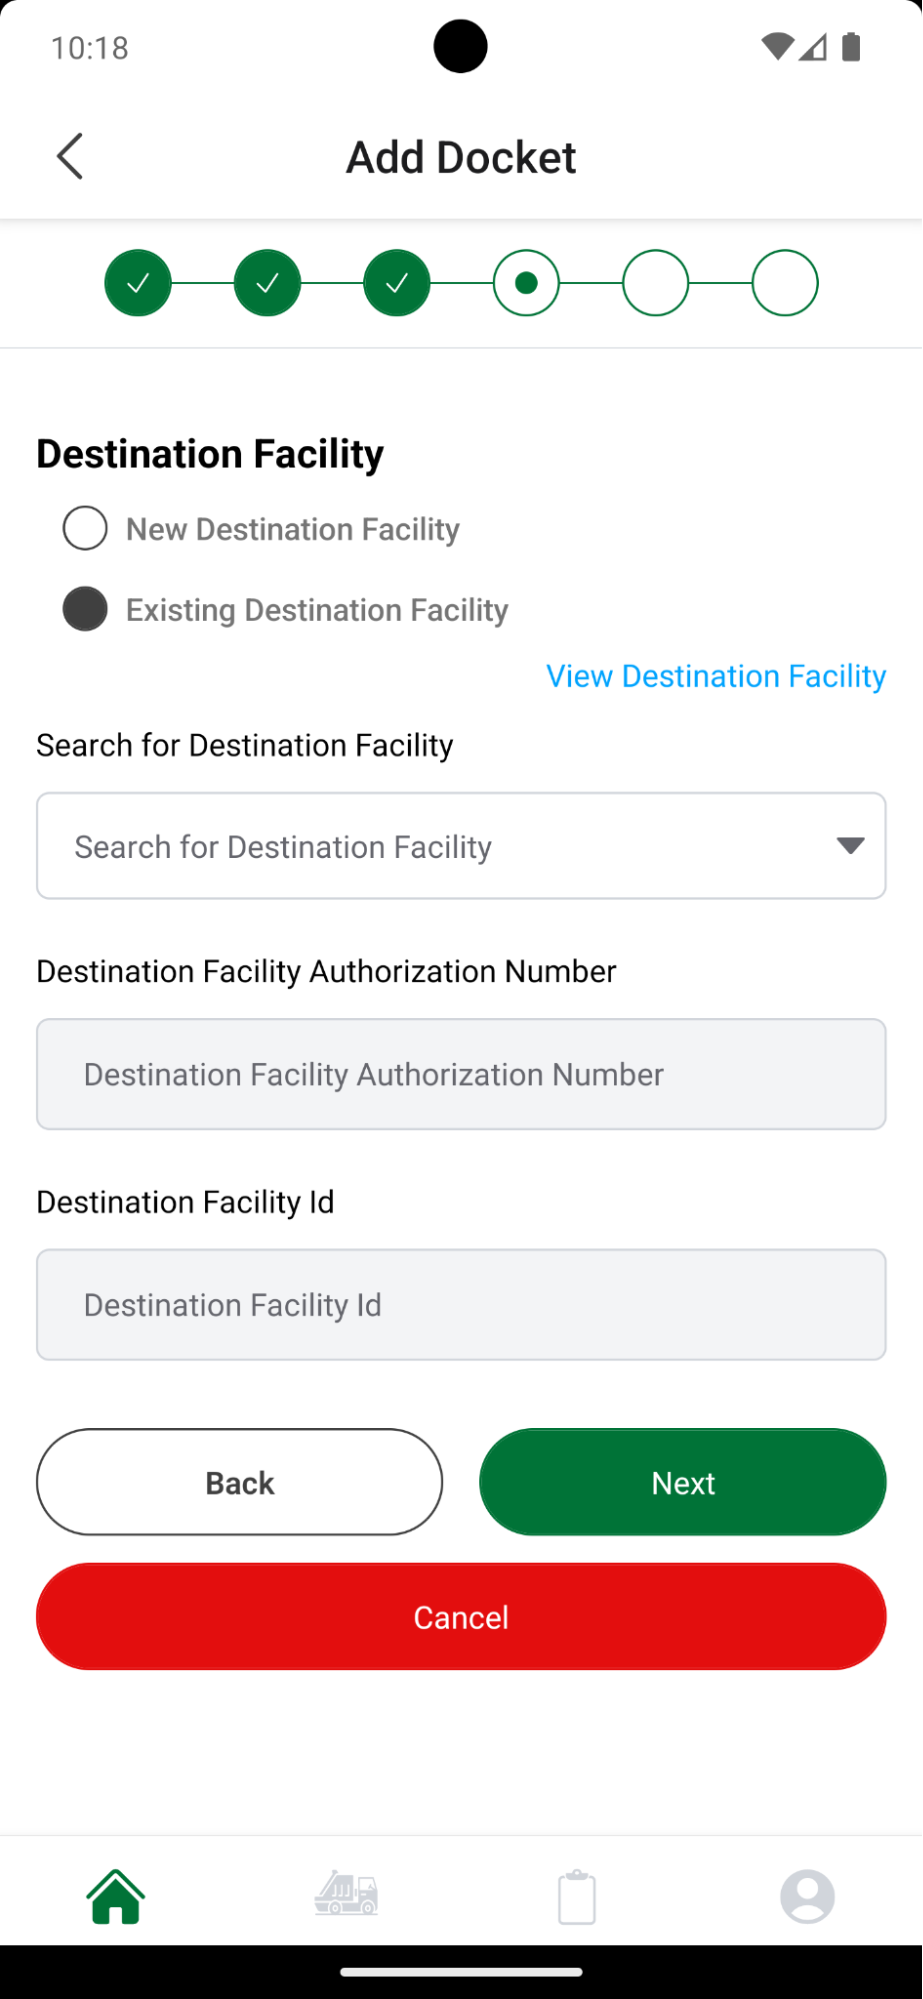 10:18
Add Docket
Destination Facility
New Destination Facility
Existing Destination Facility
View Destination Facility
Search for Destination Facility
Search for Destination Facility
Destination Facility Authorization Number
Destination Facility Authorization Number
Destination Facility Id
Destination Facility Id
Back
Next
Cancel